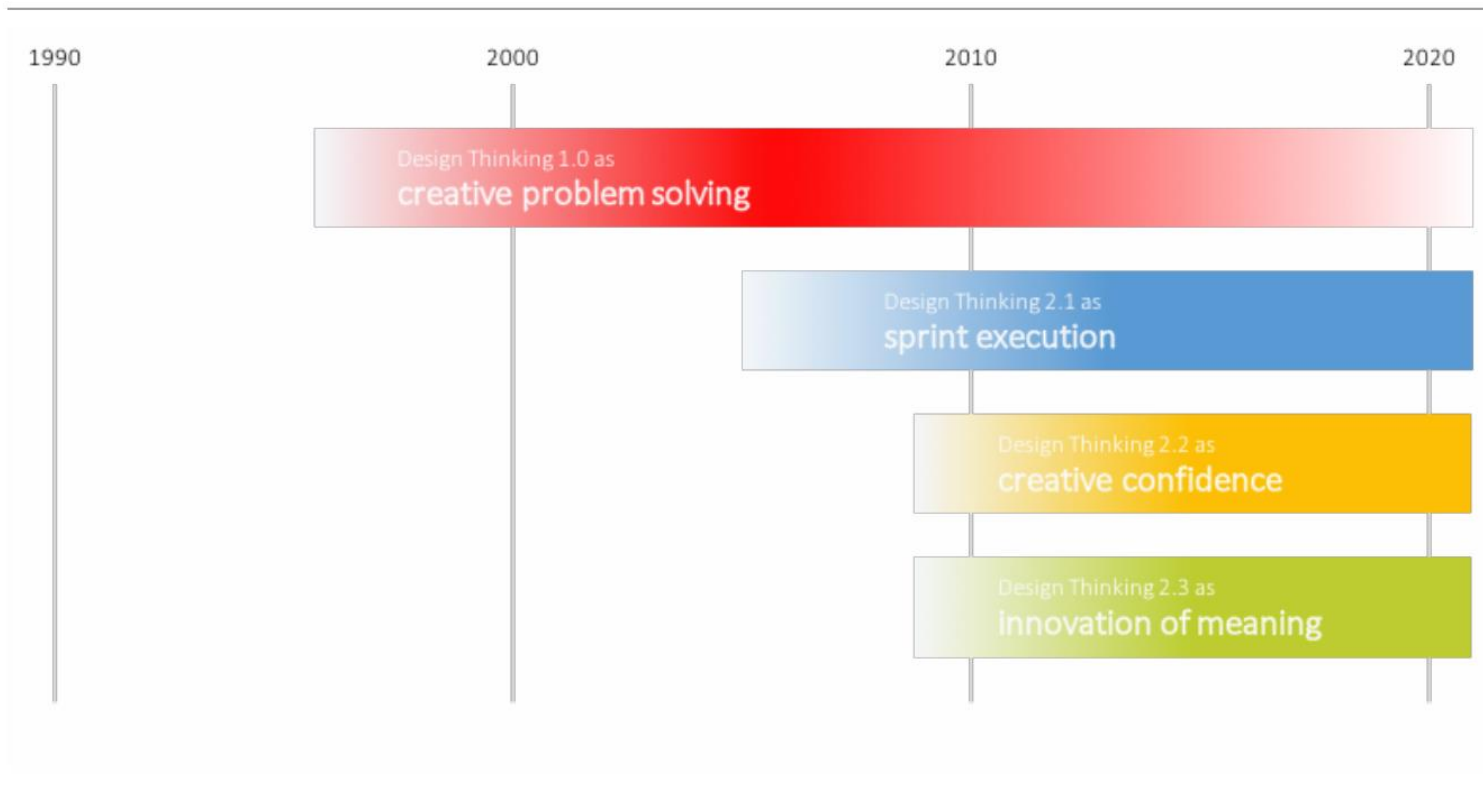 1990
2000
2010
2020
Design Thinking 1.0 as
creative problem solving
Design Thinking 2.1 as
sprint execution
Design Thinking 2.2 as
creative confidence
Design Thinking 2.3 as
innovation of meaning